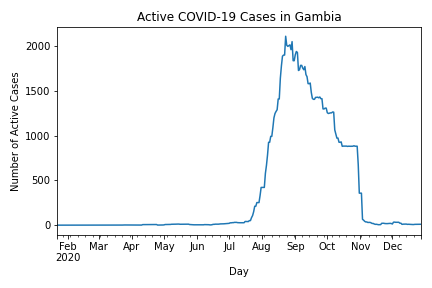 Active COVID-19 Cases in Gambia
Number of Active Cases
2000
1500
1000
500
0
Feb Mar Apr May Jun Jul Aug Sep Oct Nov Dec
2020
Day